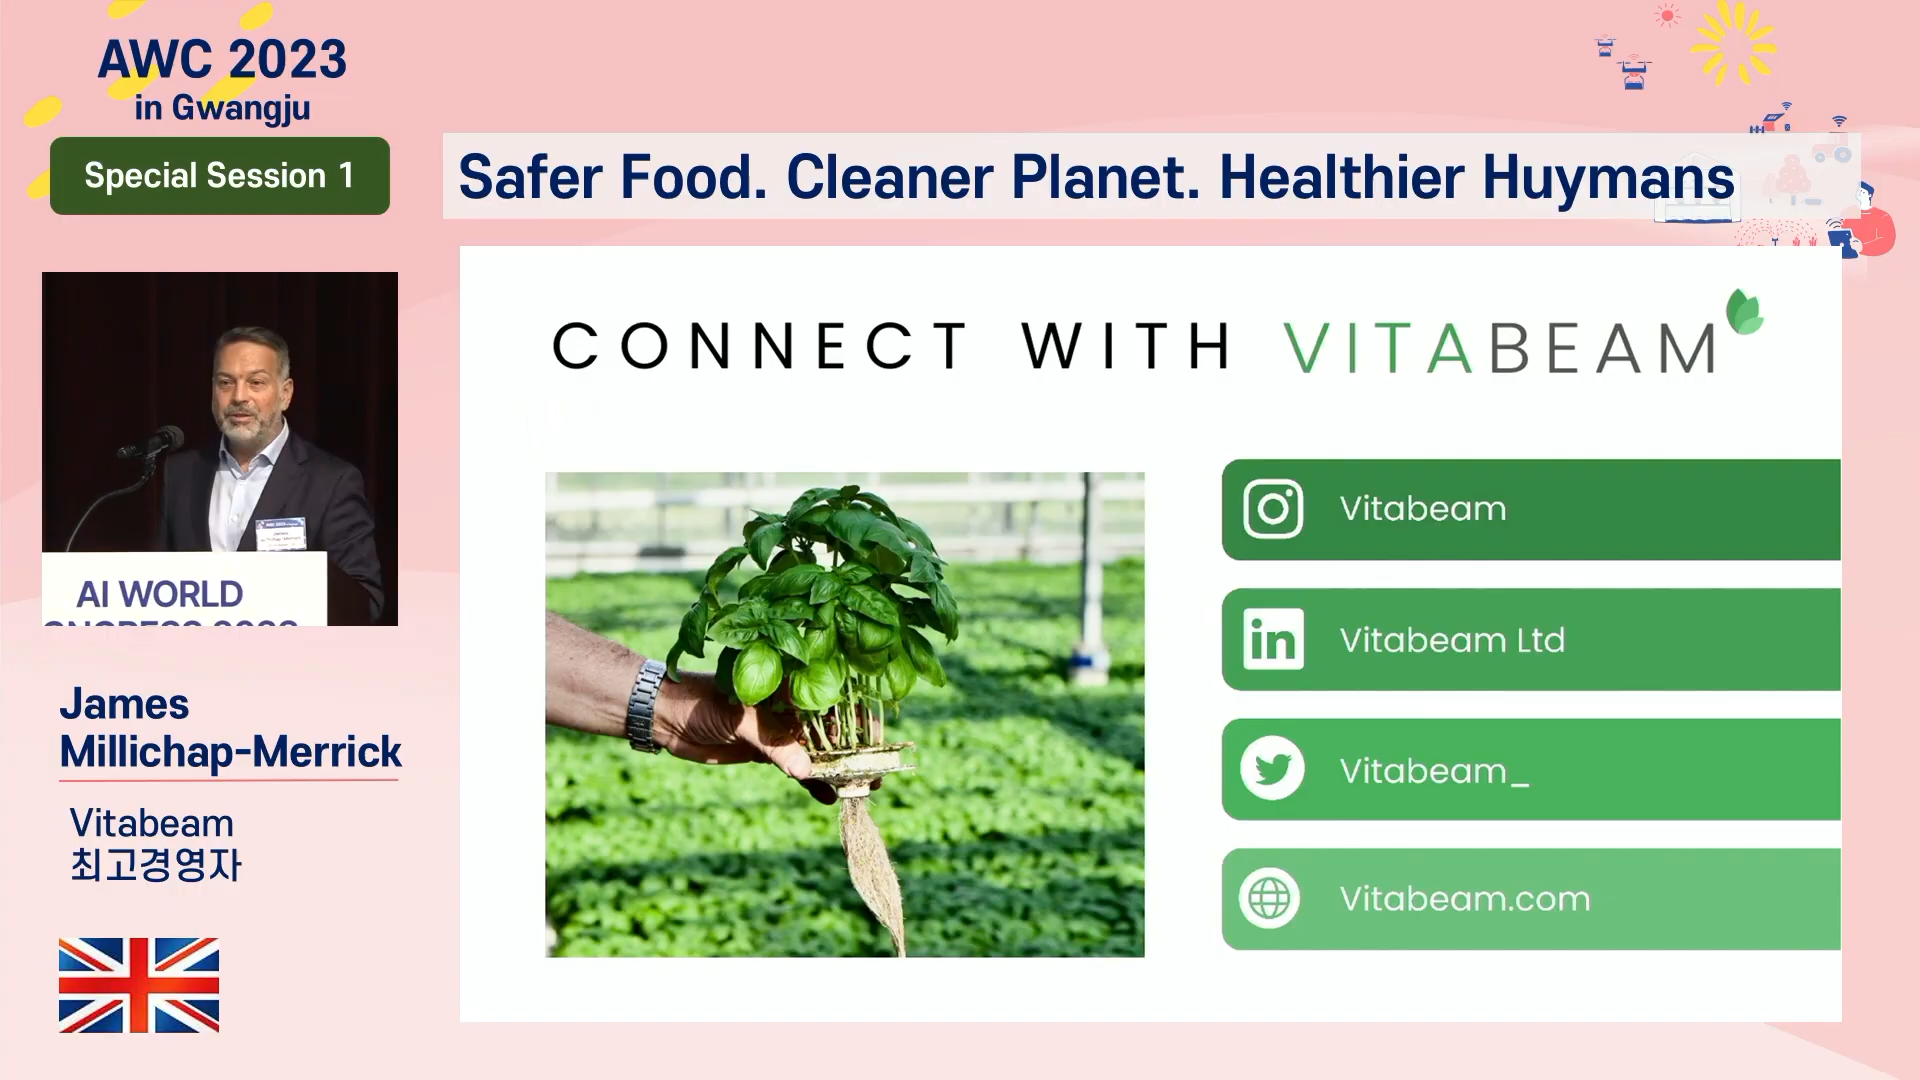 AWC 2023
in Gwangju
Special Session 1
Safer Food. Cleaner Planet. Healthier Huymans
AI WORLD
CONNECT WITH VITABEAM
Vitabeam
Vitabeam Ltd
Vitabeam_
Vitabeam.com
James
Millichap-Merrick
Vitabeam
최고경영자